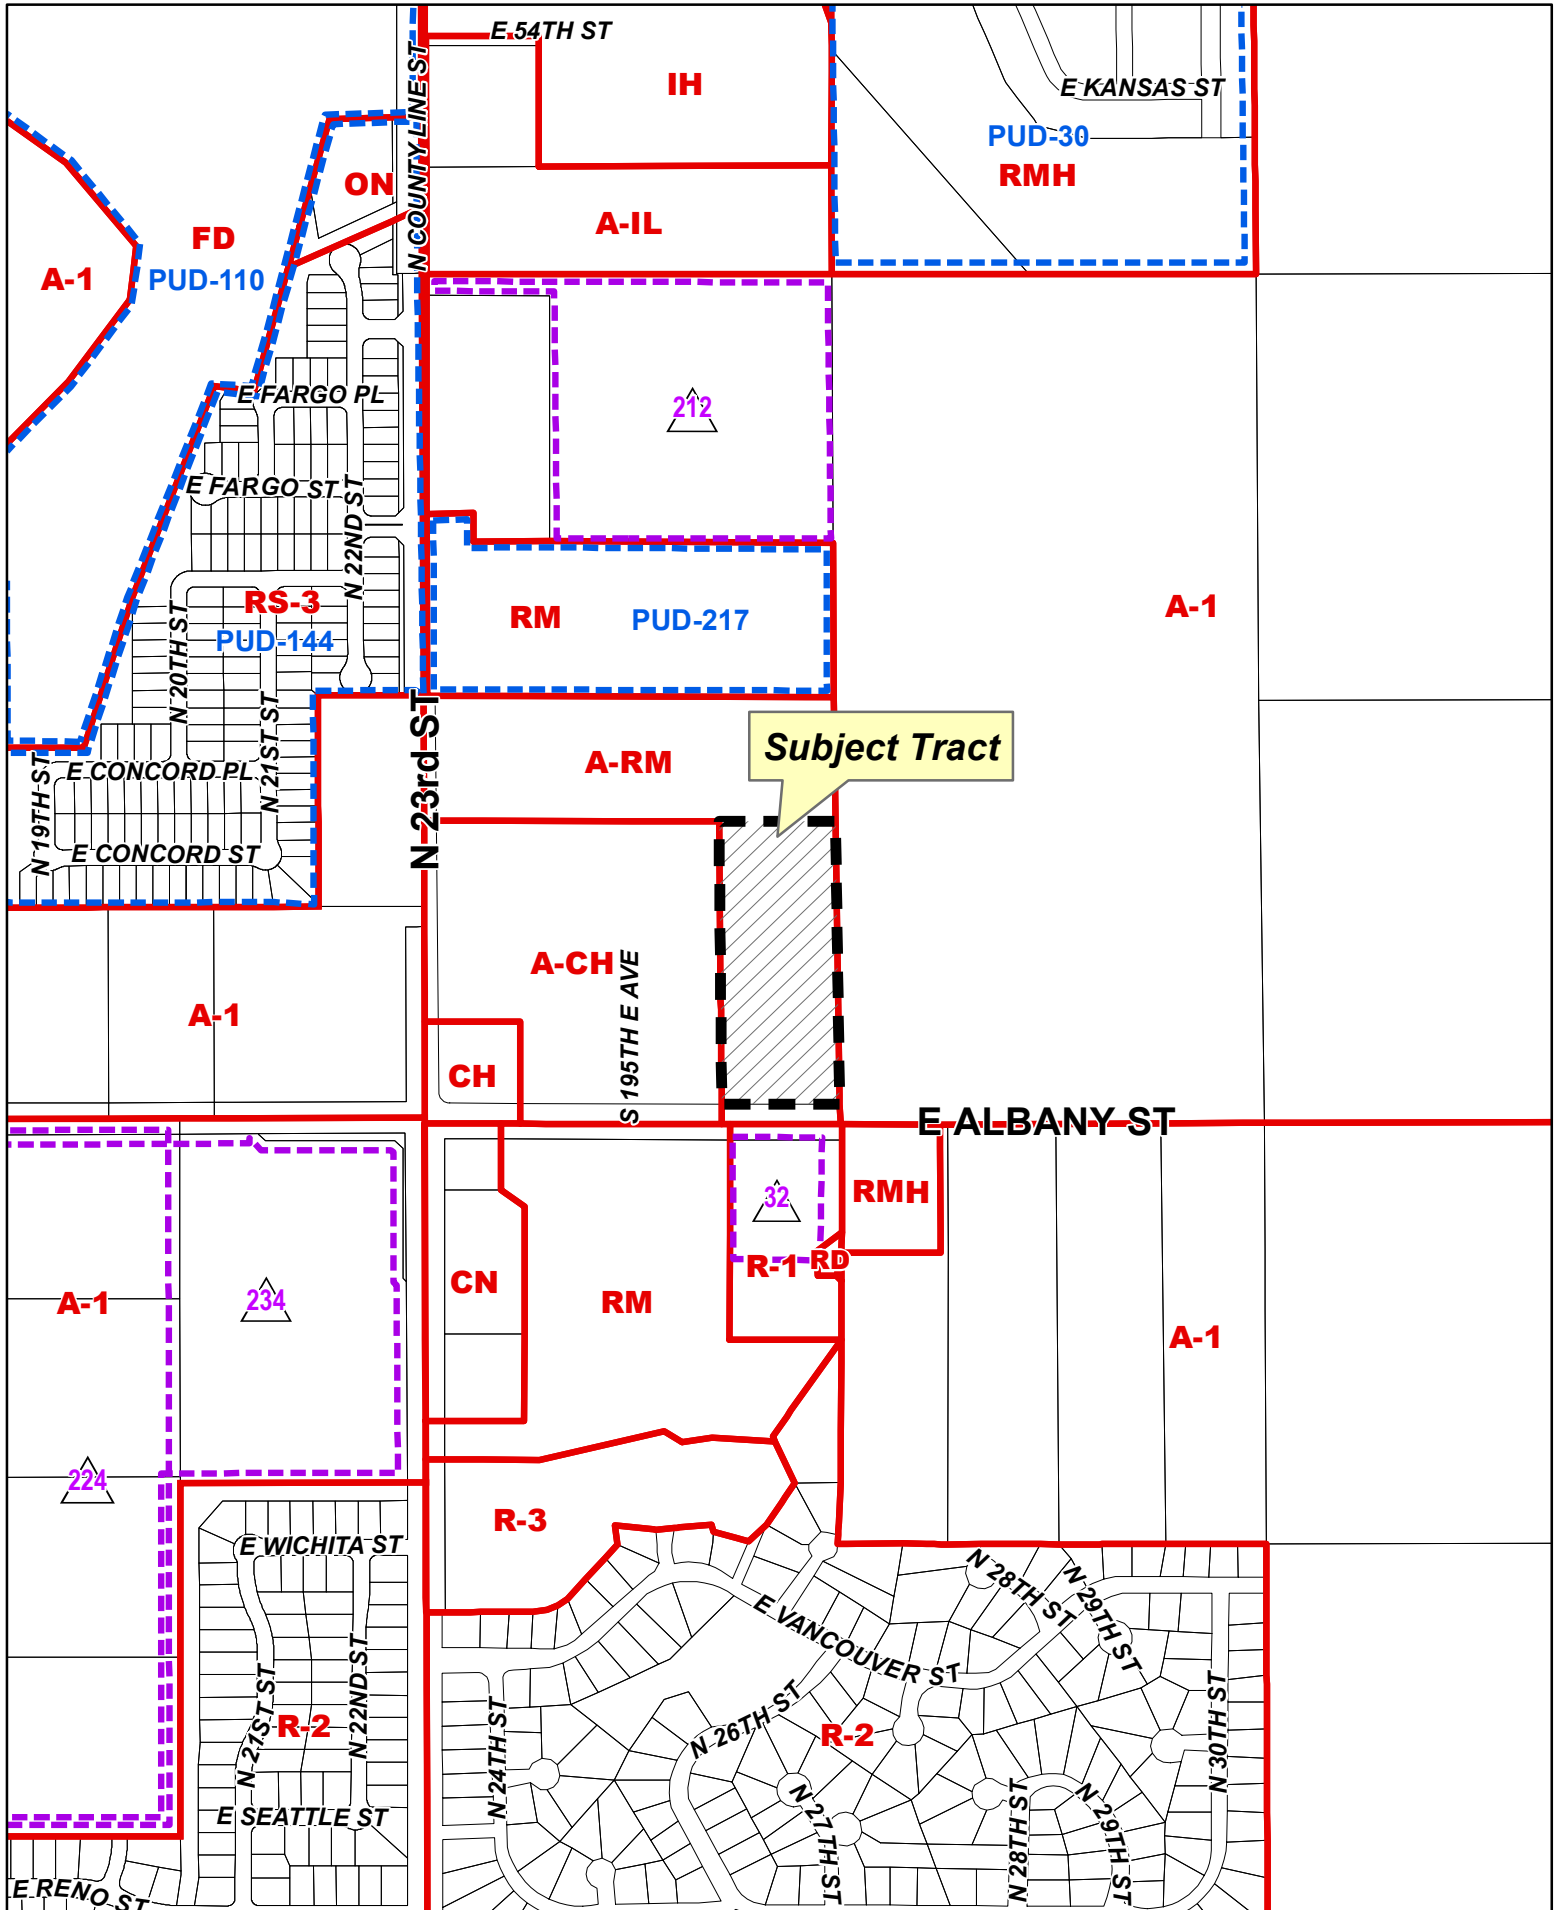 E 54TH ST
N COUNTY LINE ST
IH
E KANSAS ST
PUD-30
RMH
ON
A-IL
FD
PUD-110
A-1
212
E FARGO PL
E FARGO ST
N 22ND ST
RS-3
PUD-144
N 20TH ST
RM
PUD-217
A-1
N 21ST ST
N 23rd ST
Subject Tract
A-RM
E CONCORD PL
N 19TH ST
E CONCORD ST
A-CH
S 195TH E AVE
A-1
CH
E ALBANY ST
32
RMH
R-1
RD
CN
RM
A-1
234
A-1
224
R-3
E WICHITA ST
N 28TH ST
N 29TH ST
E VANCOUVER ST
N 21ST ST
N 22ND ST
R-2
N 24TH ST
N 26TH ST
R-2
N 30TH ST
E SEATTLE ST
N 27TH ST
N 28TH ST
N 29TH ST
E RENO ST